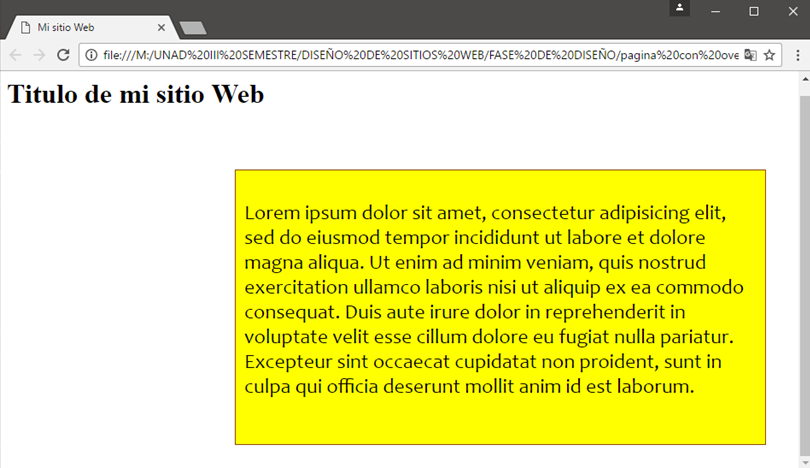 Mi sitio Web
file:///M:/UNAD%20III%20SEMESTRE/DISEÑO%20DE%20SITIOS%20WEB/FASE%20DE%20DISEÑO/pagina%20con%20ove
Titulo de mi sitio Web
Lorem ipsum dolor sit amet, consectetur adipisicing elit,
sed do eiusmod tempor incididunt ut labore et dolore
magna aliqua. Ut enim ad minim veniam, quis nostrud
exercitation ullamco laboris nisi ut aliquip ex ea commodo
consequat. Duis aute irure dolor in reprehenderit in
voluptate velit esse cillum dolore eu fugiat nulla pariatur.
Excepteur sint occaecat cupidatat non proident, sunt in
culpa qui officia deserunt mollit anim id est laborum.